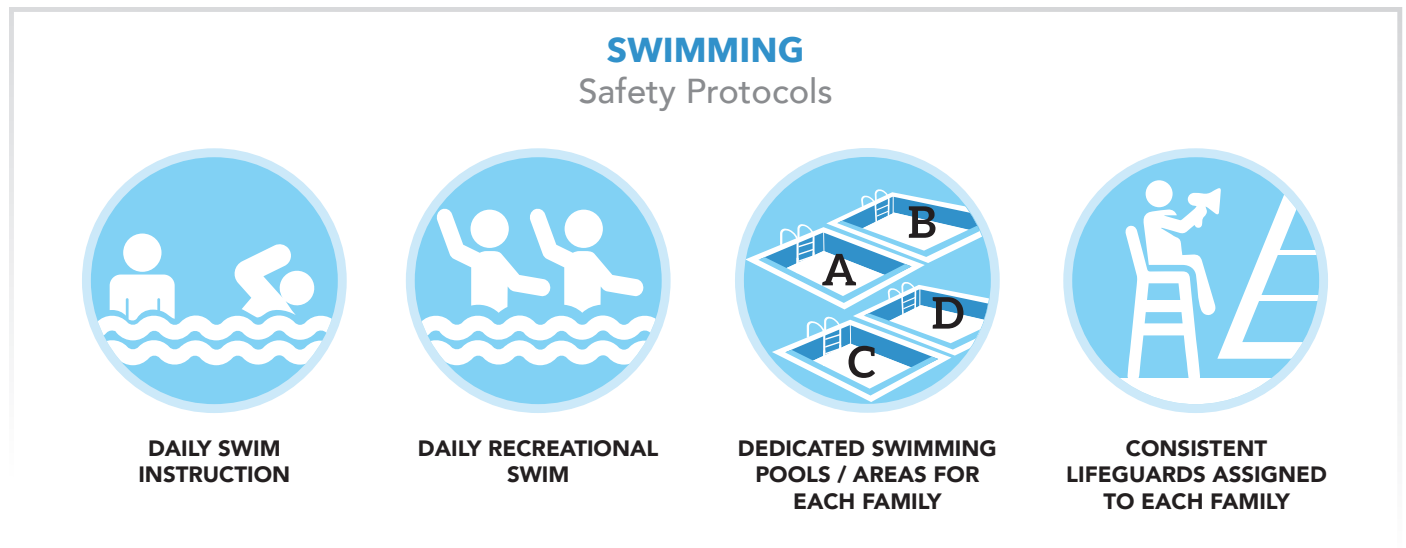 SWIMMING
Safety Protocols
B
A
D
C
DAILY SWIM
INSTRUCTION
DAILY RECREATIONAL
SWIM
DEDICATED SWIMMING
POOLS / AREAS FOR
EACH FAMILY
CONSISTENT
LIFEGUARDS ASSIGNED
TO EACH FAMILY